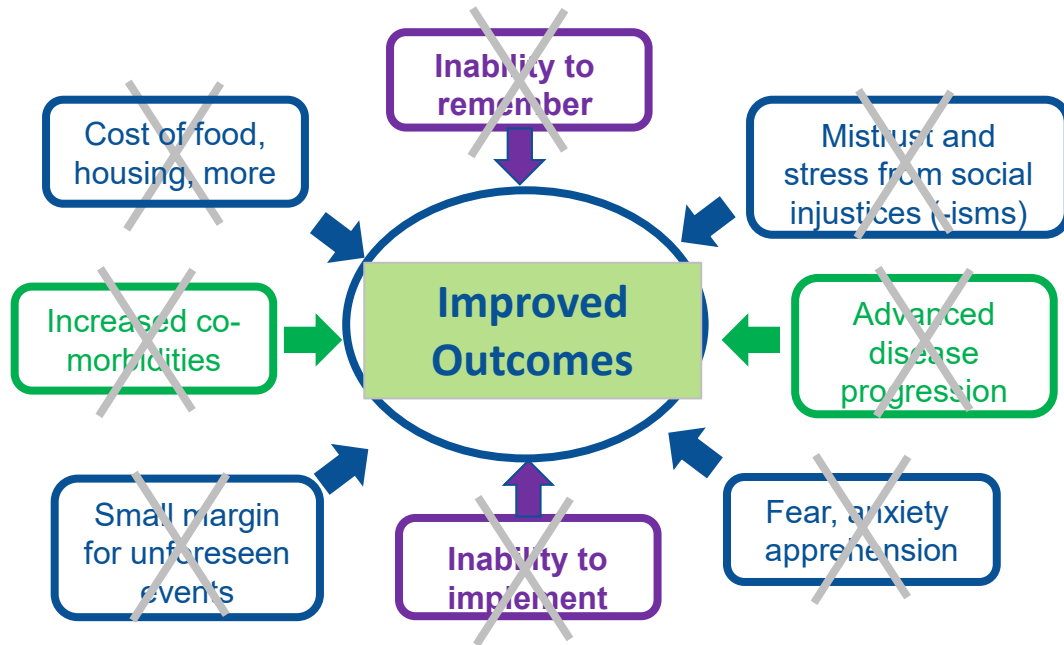 Inability to
remember
Cost of food,
housing, more
Mistrust and
stress from social
injustices (-isms)
Increased co-
morbidities
Improved
Outcomes
Advanced
disease
progression
Small margin
for unforeseen
events
Inability to
implement
Fear, anxiety
apprehension